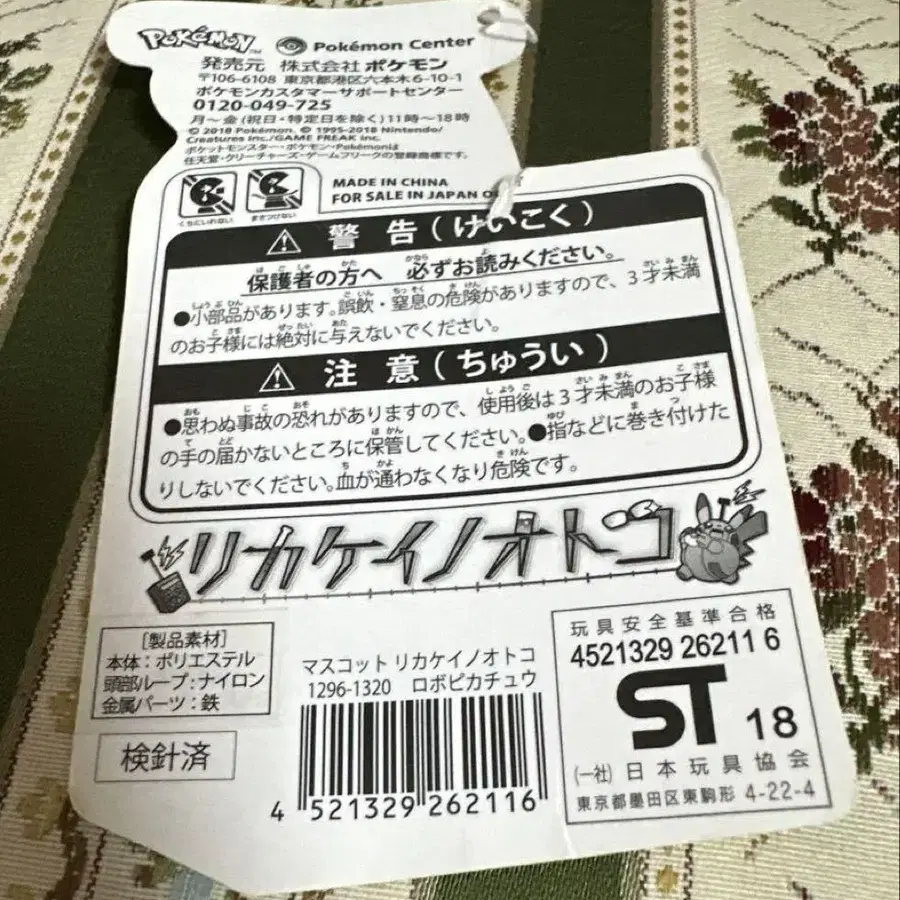 POKéMON™ Pokémon Center
発売元 株式会社 ポケモン
〒106-6108 東京都港区六本木6-10-1
ポケモンカスタマーサポートセンター
0120-049-725
月～金(祝日・特定日を除く)11時～18時
© 2018 Pokémon. © 1995-2018 Nintendo/
Creatures Inc./GAME FREAK inc.
ポケットモンスター・ポケモン・Pokémonは
任天堂・クリーチャーズ・ゲームフリークの登録商標です。
くちにいれない まきつけない
MADE IN CHINA
FOR SALE IN JAPAN
警告(けいこく)
保護者の方へ 必ずお読みください。
●小部品があります。誤飲・窒息の危険がありますので、3才未満
のお子様には絶対に与えないでください。
注意(ちゅうい)
●思わぬ事故の恐れがありますので、使用後は3才未満のお子様
の手の届かないところに保管してください。●指などに巻き付けた
りしないでください。血が通わなくなり危険です。
リカケイノオトコ
[製品素材]
本体:ポリエステル
頭部ループ:ナイロン
金属パーツ:鉄
検針済
マスコット リカケイノオトコ
1296-1320 ロボピカチュウ
4 521329 262116
玩具安全基準合格
4521329 26211 6
ST 18
(一社) 日本玩具協会
東京都墨田区東駒形 4-22-4